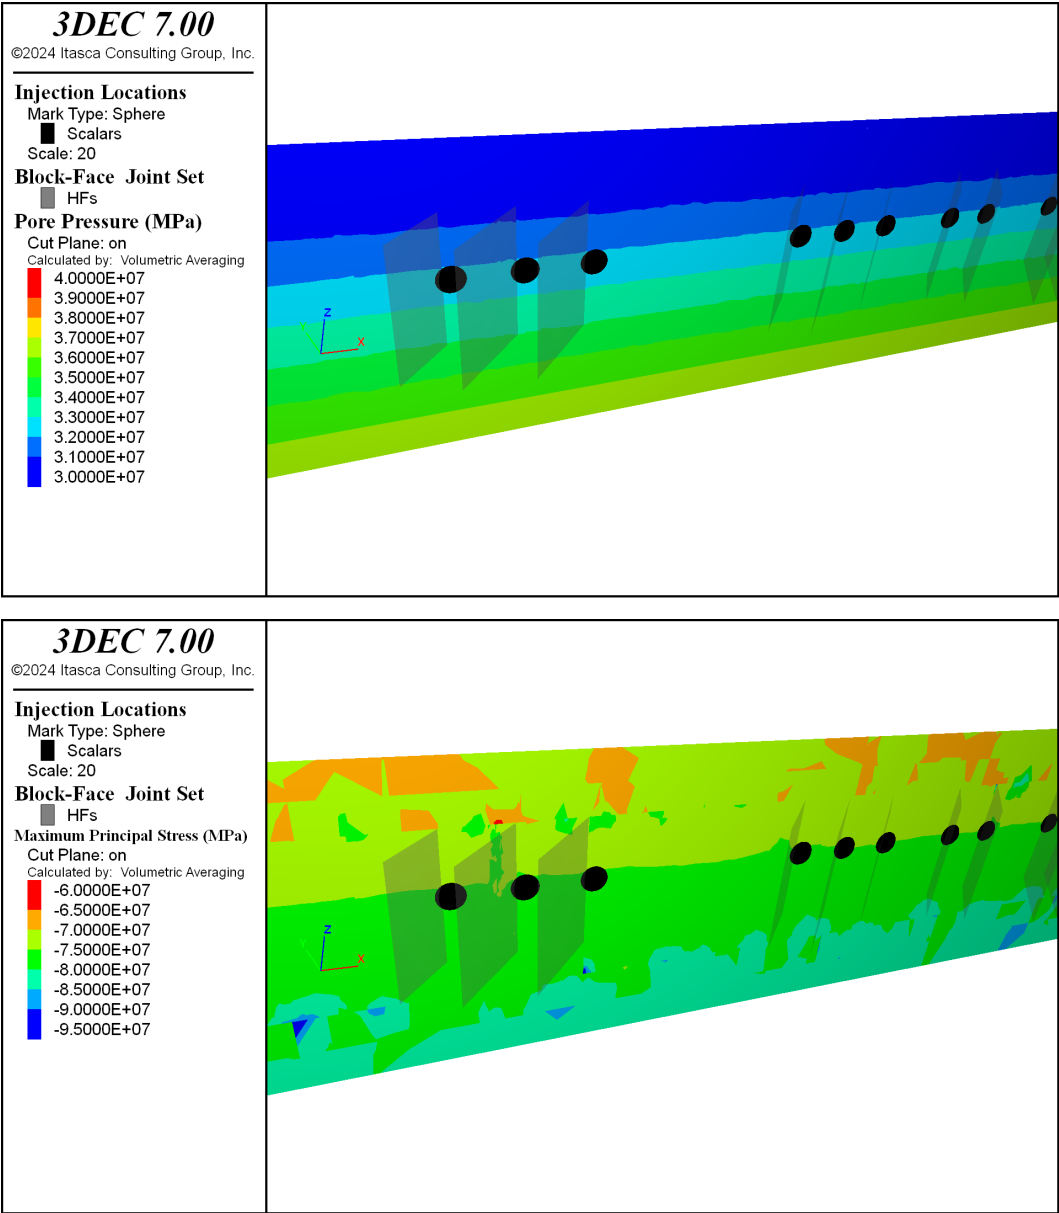 3DEC 7.00
©2024 Itasca Consulting Group, Inc.
Injection Locations
Mark Type: Sphere
Scalars
Scale: 20
Block-Face Joint Set
HFs
Pore Pressure (MPa)
Cut Plane: on
Calculated by: Volumetric Averaging
4.0000E+07
3.9000E+07
3.8000E+07
3.7000E+07
3.6000E+07
3.5000E+07
3.4000E+07
3.3000E+07
3.2000E+07
3.1000E+07
3.0000E+07
Z
Y
X
3DEC 7.00
©2024 Itasca Consulting Group, Inc.
Injection Locations
Mark Type: Sphere
Scalars
Scale: 20
Block-Face Joint Set
HFs
Maximum Principal Stress (MPa)
Cut Plane: on
Calculated by: Volumetric Averaging
-6.0000E+07
-6.5000E+07
-7.0000E+07
-7.5000E+07
-8.0000E+07
-8.5000E+07
-9.0000E+07
-9.5000E+07
Z
Y
X